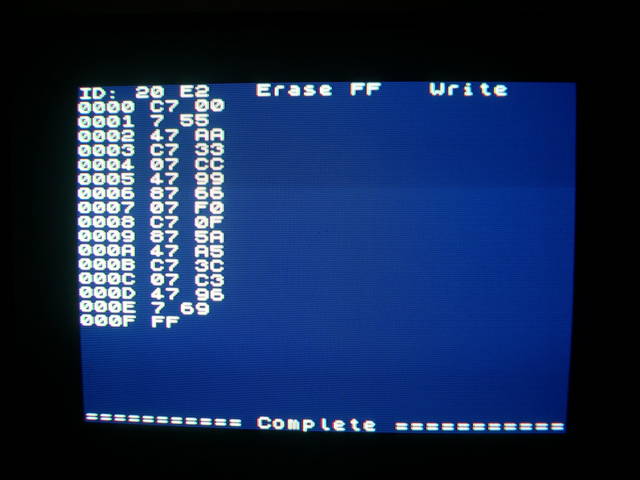 ID: 20 E2 Erase FF Write
0000 C7 00
0001 7 55
0002 47 AA
0003 C7 33
0004 07 CC
0005 47 99
0006 87 66
0007 07 F0
0008 C7 0F
0009 87 5A
000A 47 A5
000B C7 3C
000C 07 C3
000D 47 96
000E 7 69
000F FF
=========== Complete ============